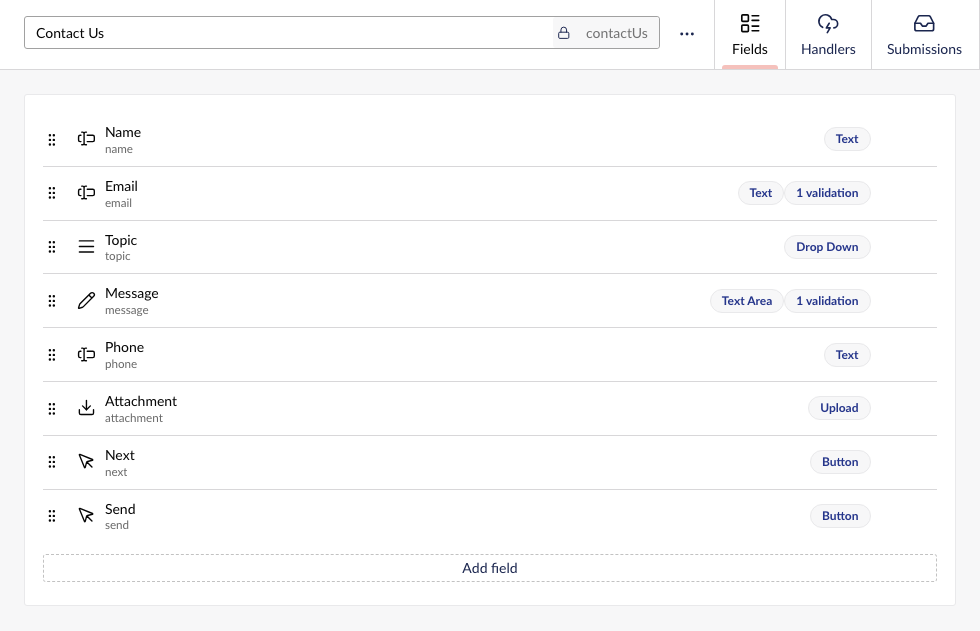 Contact Us
contactUs
Fields
Handlers
Submissions
Name
name
Text
Email
email
Text
1 validation
Topic
topic
Drop Down
Message
message
Text Area
1 validation
Phone
phone
Text
Attachment
attachment
Upload
Next
next
Button
Send
send
Button
Add field